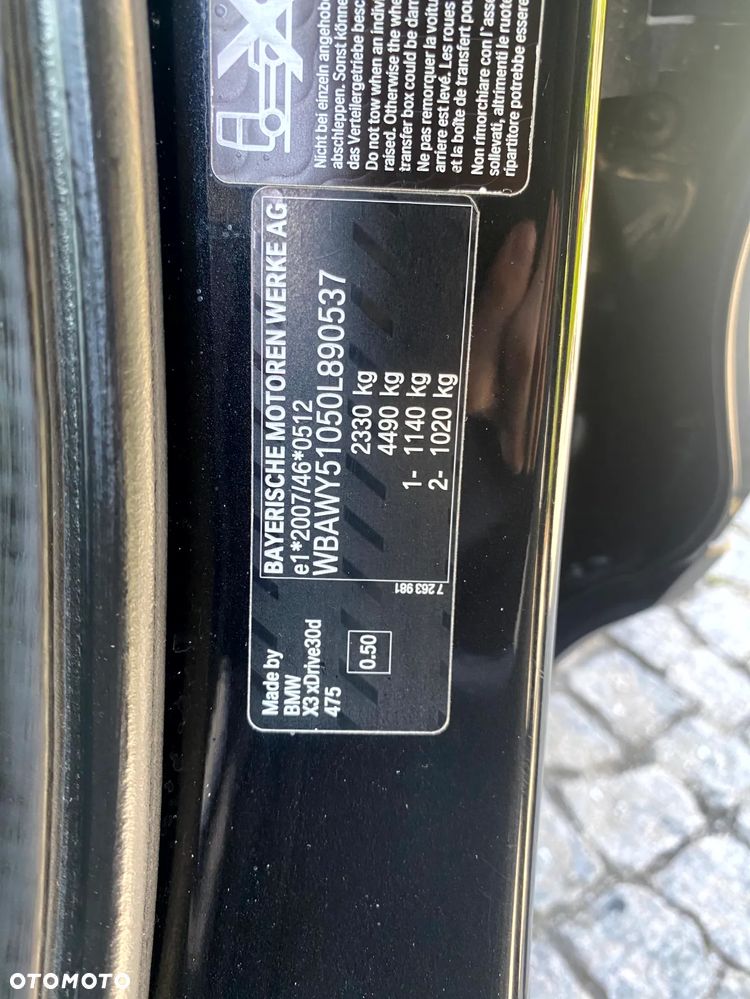 Nicht bei einzeln angehobe
abschleppen. Sonst könne
das Verteilergetriebe besc
Do not tow when an indiv
raised. Otherwise the whe
transfer box could be dam
Ne pas remorquer la voitu
arriere est levé. Les roues
et la boîte de transfert pou
Non rimorchiare con l'ass
sollevati, altrimenti le ruote
ripartitore potrebbe essere
BAYERISCHE MOTOREN WERKE AG
e1*2007/46*0512
WBAWY51050L890537
2330 kg
4490 kg
1- 1140 kg
2- 1020 kg
7 263 981
Made by
BMW
X3 xDrive30d
475
0.50
OTOMOTO